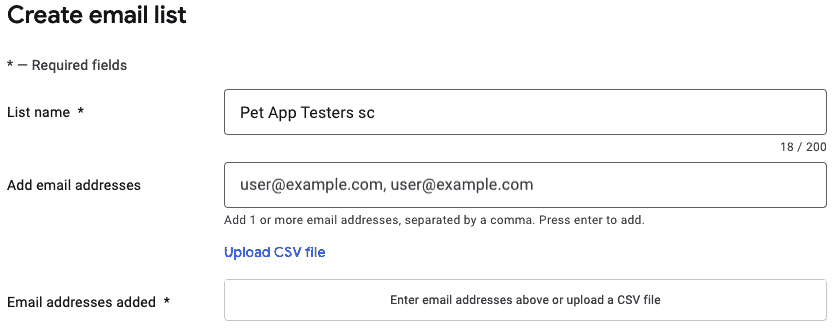 Create email list
* — Required fields
List name *
Pet App Testers sc
18 / 200
Add email addresses
user@example.com, user@example.com
Add 1 or more email addresses, separated by a comma. Press enter to add.
Upload CSV file
Email addresses added *
Enter email addresses above or upload a CSV file